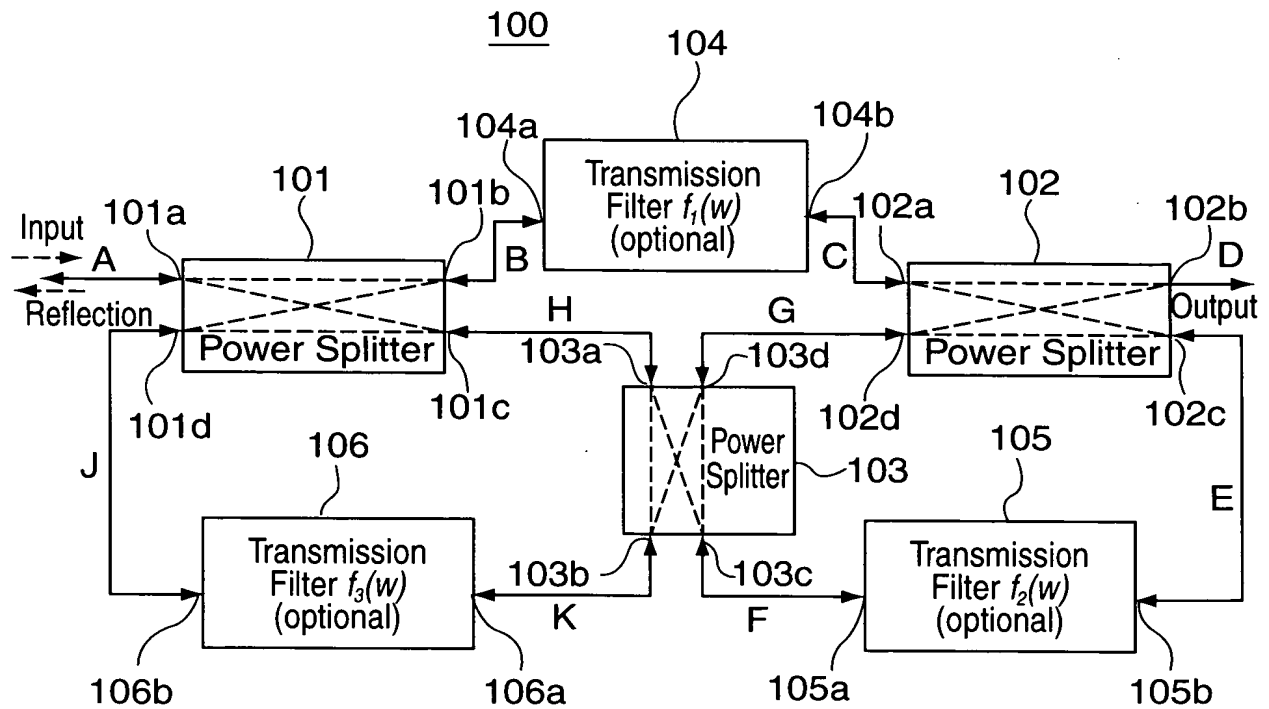 100
104
104a
104b
Transmission
Filter f1(w)
(optional)
101
101a
101b
102
102a
102b
Input
A
B
C
D
Reflection
Output
Power Splitter
Power Splitter
H
G
103a
103d
101d
101c
102d
102c
Power
Splitter
103
J
106
105
E
Transmission
Filter f3(w)
(optional)
103b
103c
Transmission
Filter f2(w)
(optional)
K
F
106b
106a
105a
105b